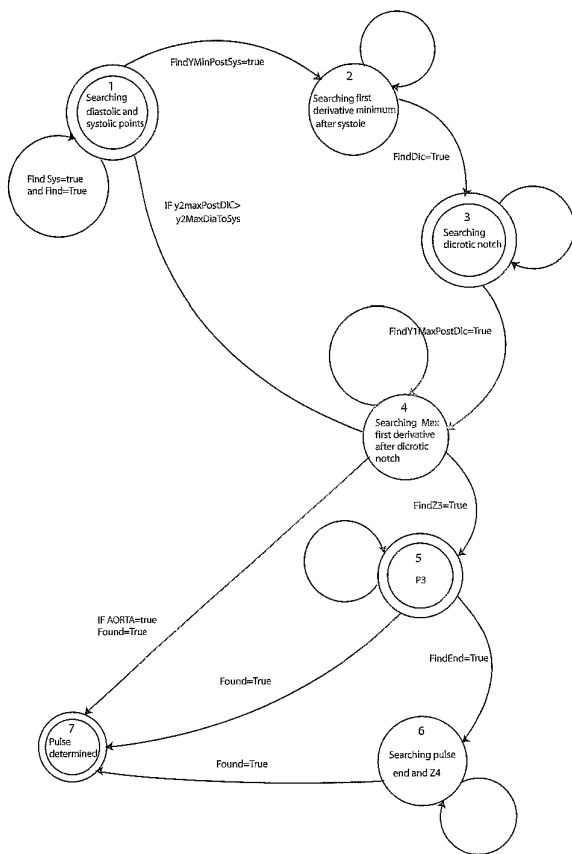 FindYMinPostSys=true
1
Searching
diastolic and
systolic points
2
Searching first
derivative minimum
after systole
FindDic=True
Find Sys=true
and Find=True
IF y2maxPostDIC>
y2MaxDiaToSys
3
Searching
dicrotic notch
FindY1MaxPostDic=True
4
Searching Max
first derivative
after dicrotic
notch
FindZ3=True
5
P3
IF AORTA=true
Found=True
FindEnd=True
Found=True
7
Pulse
determined
6
Searching pulse
end and Z4
Found=True